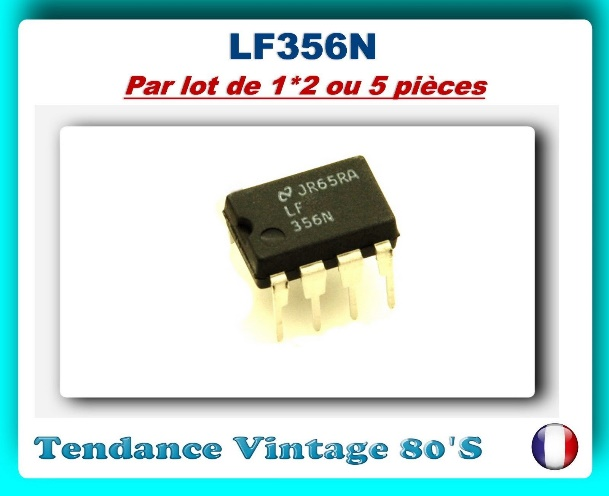 LF356N
Par lot de 1*2 ou 5 pièces
JR65RA
LF
356N
Tendance Vintage 80'S